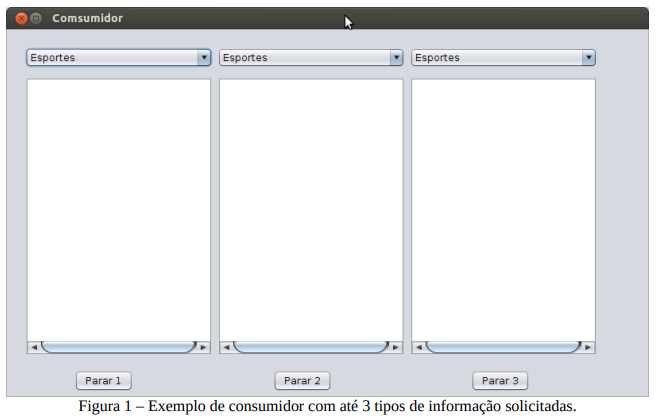 Comsumidor
Esportes Esportes Esportes
Parar 1 Parar 2 Parar 3
Figura 1 – Exemplo de consumidor com até 3 tipos de informação solicitadas.